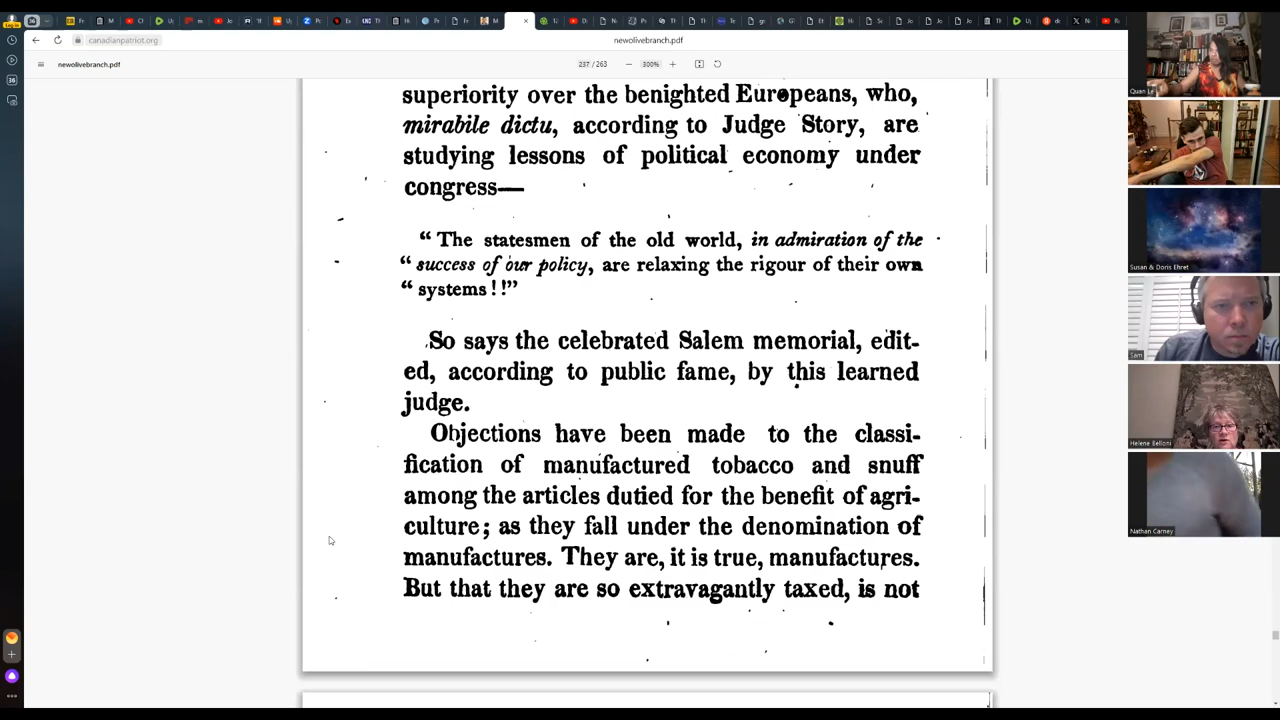 canadianpatriot.org
newolivebranch.pdf
newolivebranch.pdf
237 / 263
300%
superiority over the benighted Europeans, who,
mirabile dictu, according to Judge Story, are
studying lessons of political economy under
congress—
“ The statesmen of the old world, in admiration of the
“ success of our policy, are relaxing the rigour of their own
“ systems ! !”
So says the celebrated Salem memorial, edit-
ed, according to public fame, by this learned
judge.
Objections have been made to the classi-
fication of manufactured tobacco and snuff
among the articles dutied for the benefit of agri-
culture ; as they fall under the denomination of
manufactures. They are, it is true, manufactures.
But that they are so extravagantly taxed, is not
Quan Le
Susan & Doris Ehret
Sam
Helene Belloni
Nathan Carney